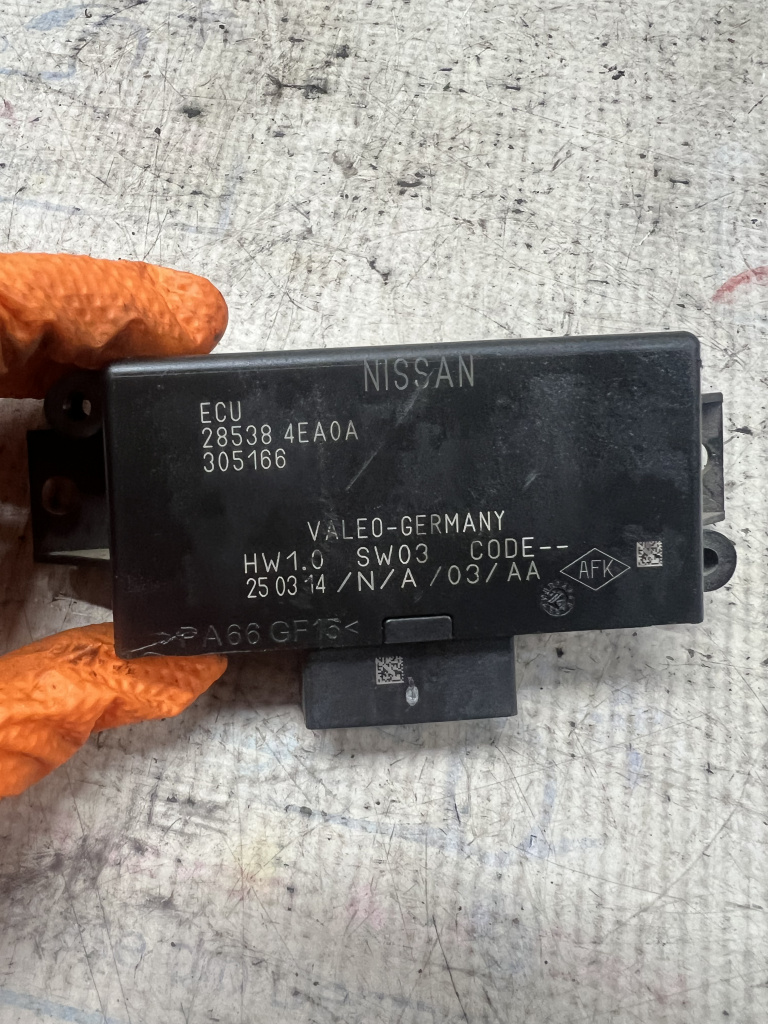 NISSAN
ECU
28538 4EA0A
305166
VALEO-GERMANY
HW1.0 SW03 CODE--
25 03 14 /N/A /03/ AA AFK
>PA66 GF15<